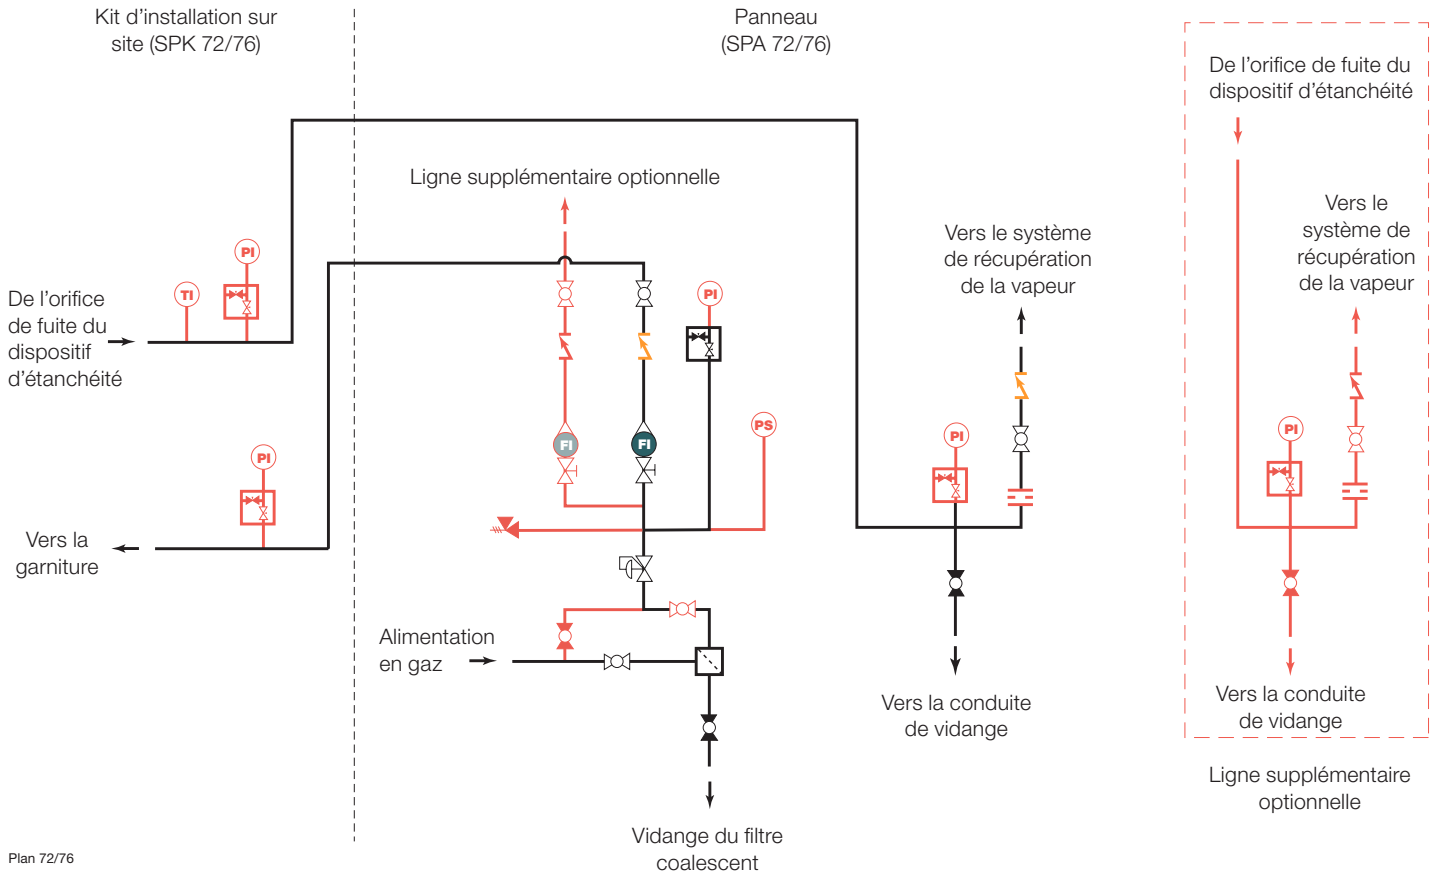 Kit d'installation sur
site (SPK 72/76)
Panneau
(SPA 72/76)
De l'orifice de fuite du
dispositif d'étanchéité
Ligne supplémentaire optionnelle
Vers le
système de
récupération
de la vapeur
Vers le système
de récupération
de la vapeur
PI
TI
PI
De l'orifice
de fuite du
dispositif
d'étanchéité
PS
PI
PI
FI
FI
PI
PI
Vers la
garniture
Alimentation
en gaz
Vers la conduite
de vidange
Vers la conduite
de vidange
Ligne supplémentaire
optionnelle
Vidange du filtre
coalescent
Plan 72/76